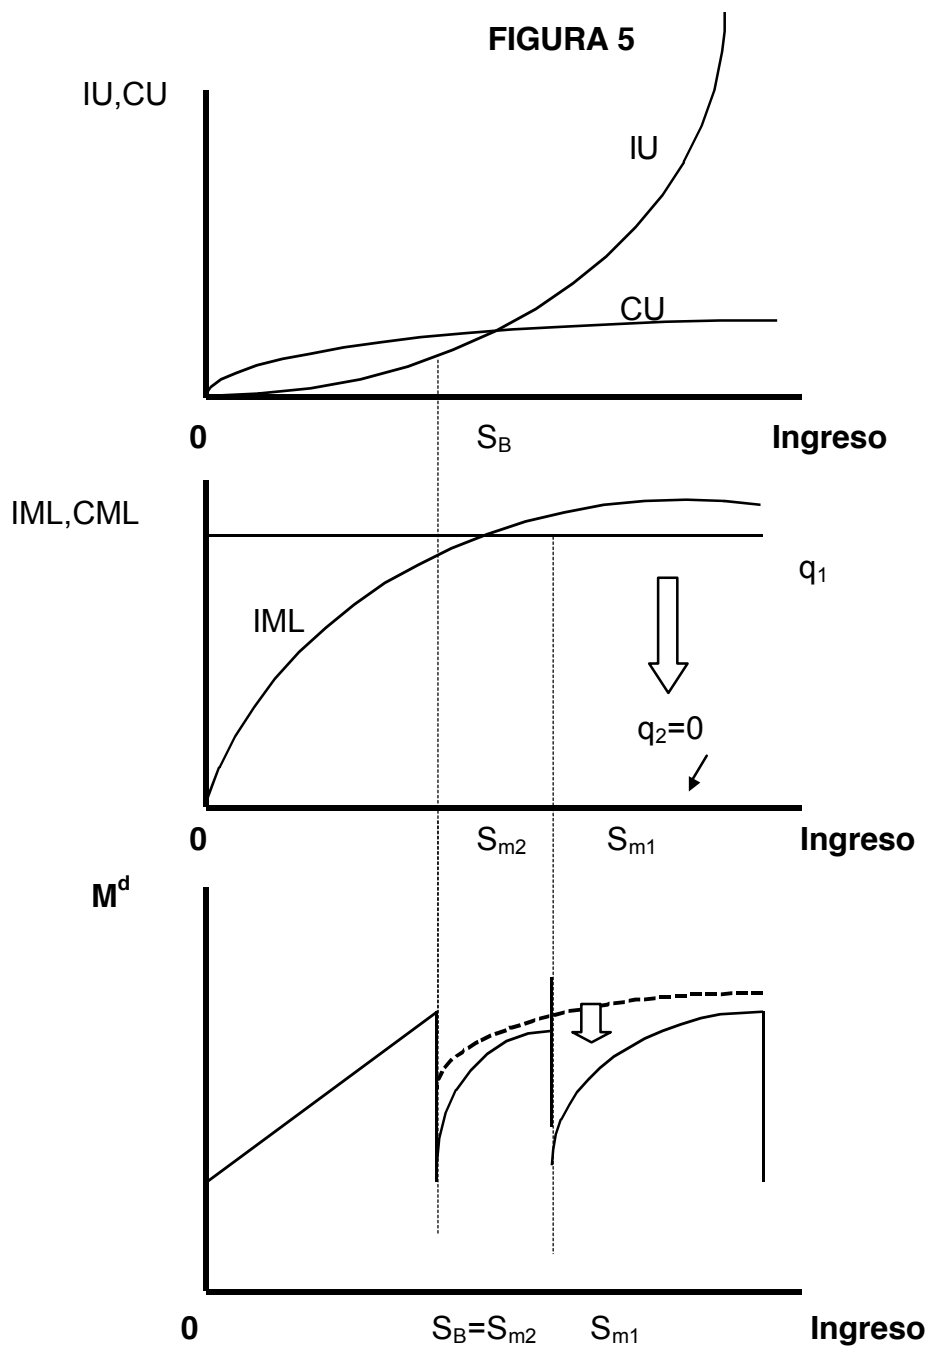 FIGURA 5
IU,CU
IU
CU
0 S_B Ingreso
IML,CML
q₁
IML
q₂=0
0 S_m2 S_m1 Ingreso
M^d
0 S_B=S_m2 S_m1 Ingreso